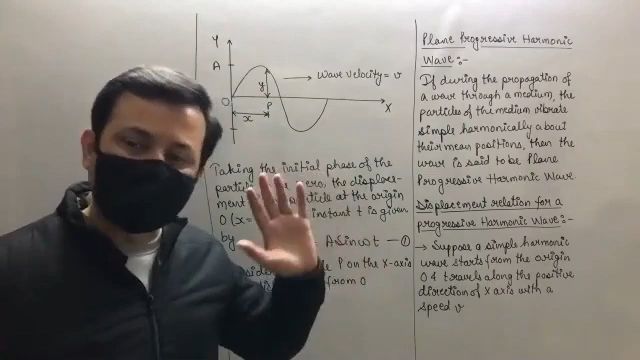 Y
A
y
O
P
x
X
→ Wave velocity = v
Taking the initial phase of the
zero, the displace-
ment particle at the origin
O (x= instant t is given
by A Sin ωt — ①
P on the X-axis
from O
Plane Progressive Harmonic
Wave :-
If during the propagation of
a wave through a medium, the
particles of the medium vibrate
simple harmonically about
their mean positions, then the
wave is said to be Plane
Progressive Harmonic Wave
Displacement relation for a
progressive Harmonic Wave:-
→ Suppose a simple harmonic
wave starts from the origin
O & travels along the positive
direction of X axis with a
speed v